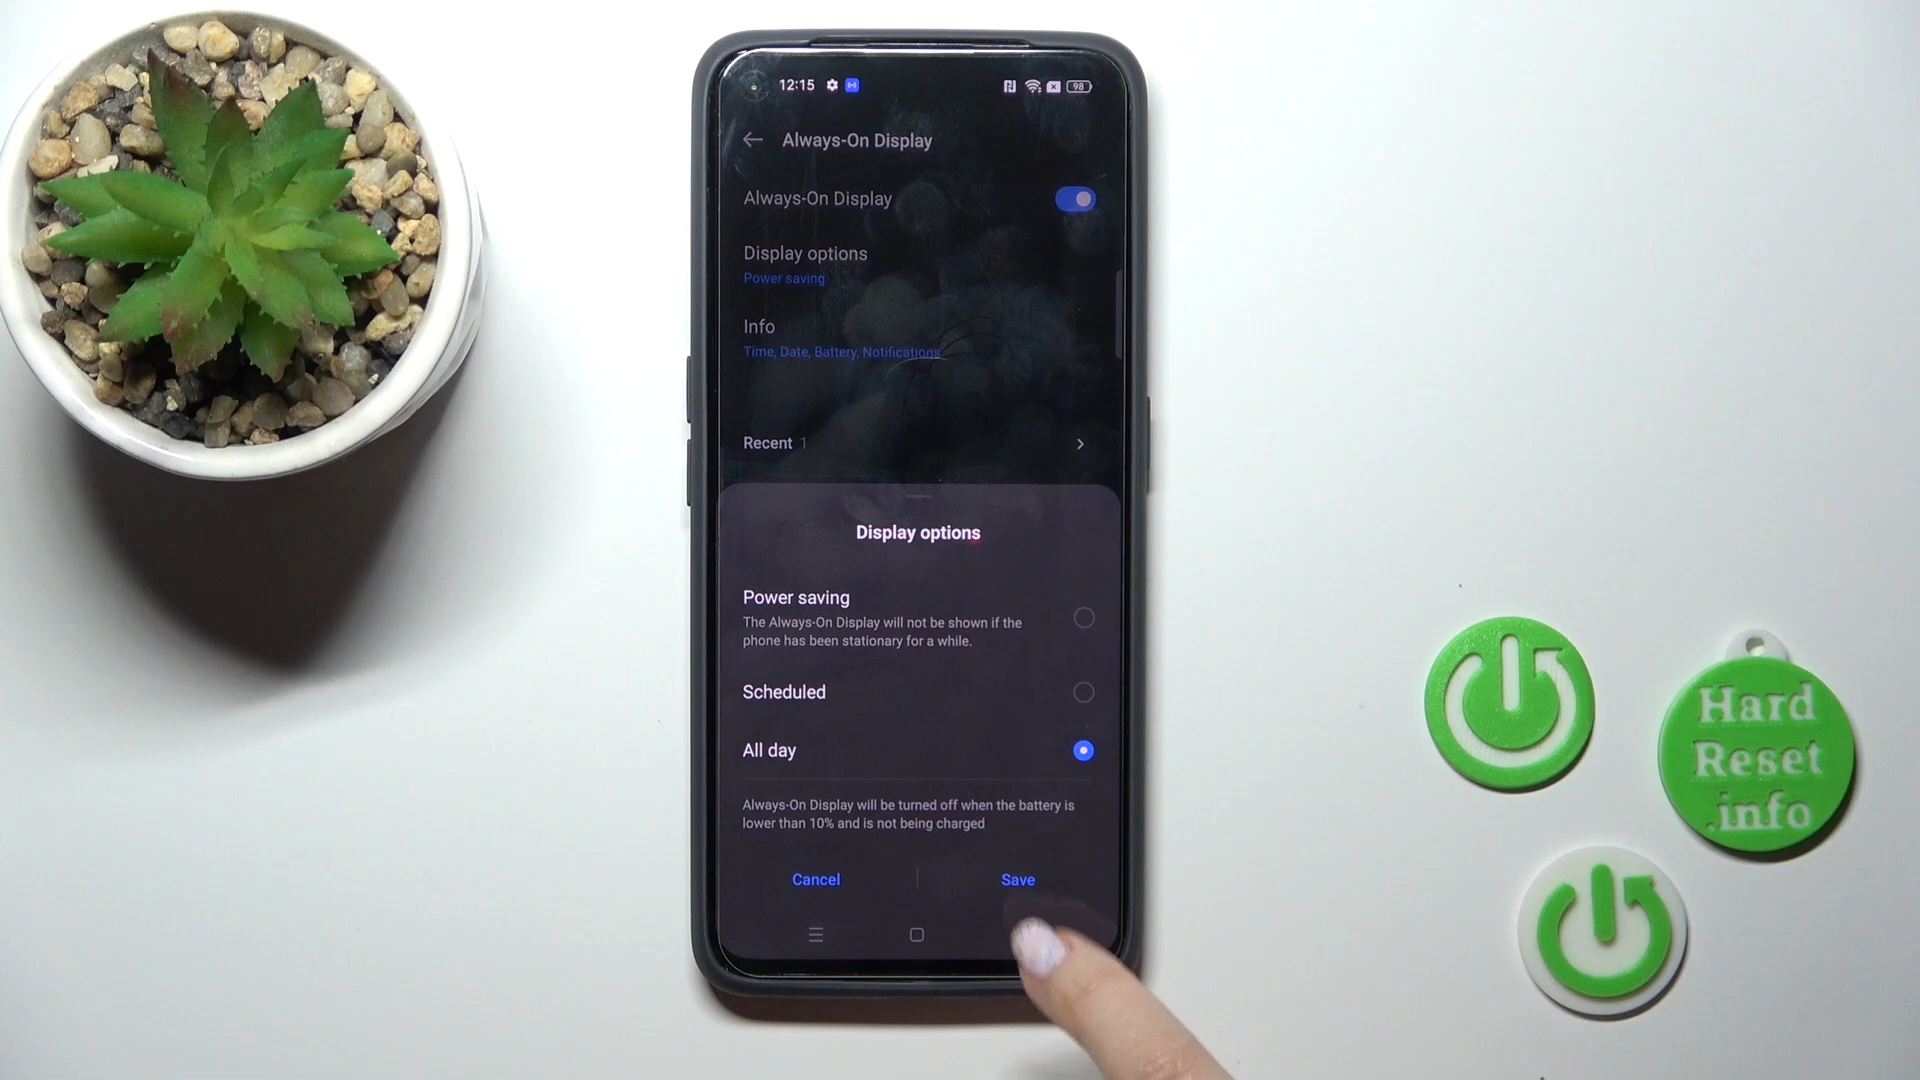 12:15
98
Always-On Display
Always-On Display
Display options
Power saving
Info
Time, Date, Battery, Notifications
Recent 1
Display options
Power saving
The Always-On Display will not be shown if the
phone has been stationary for a while.
Scheduled
All day
Always-On Display will be turned off when the battery is
lower than 10% and is not being charged
Cancel
Save
Hard
Reset
.info